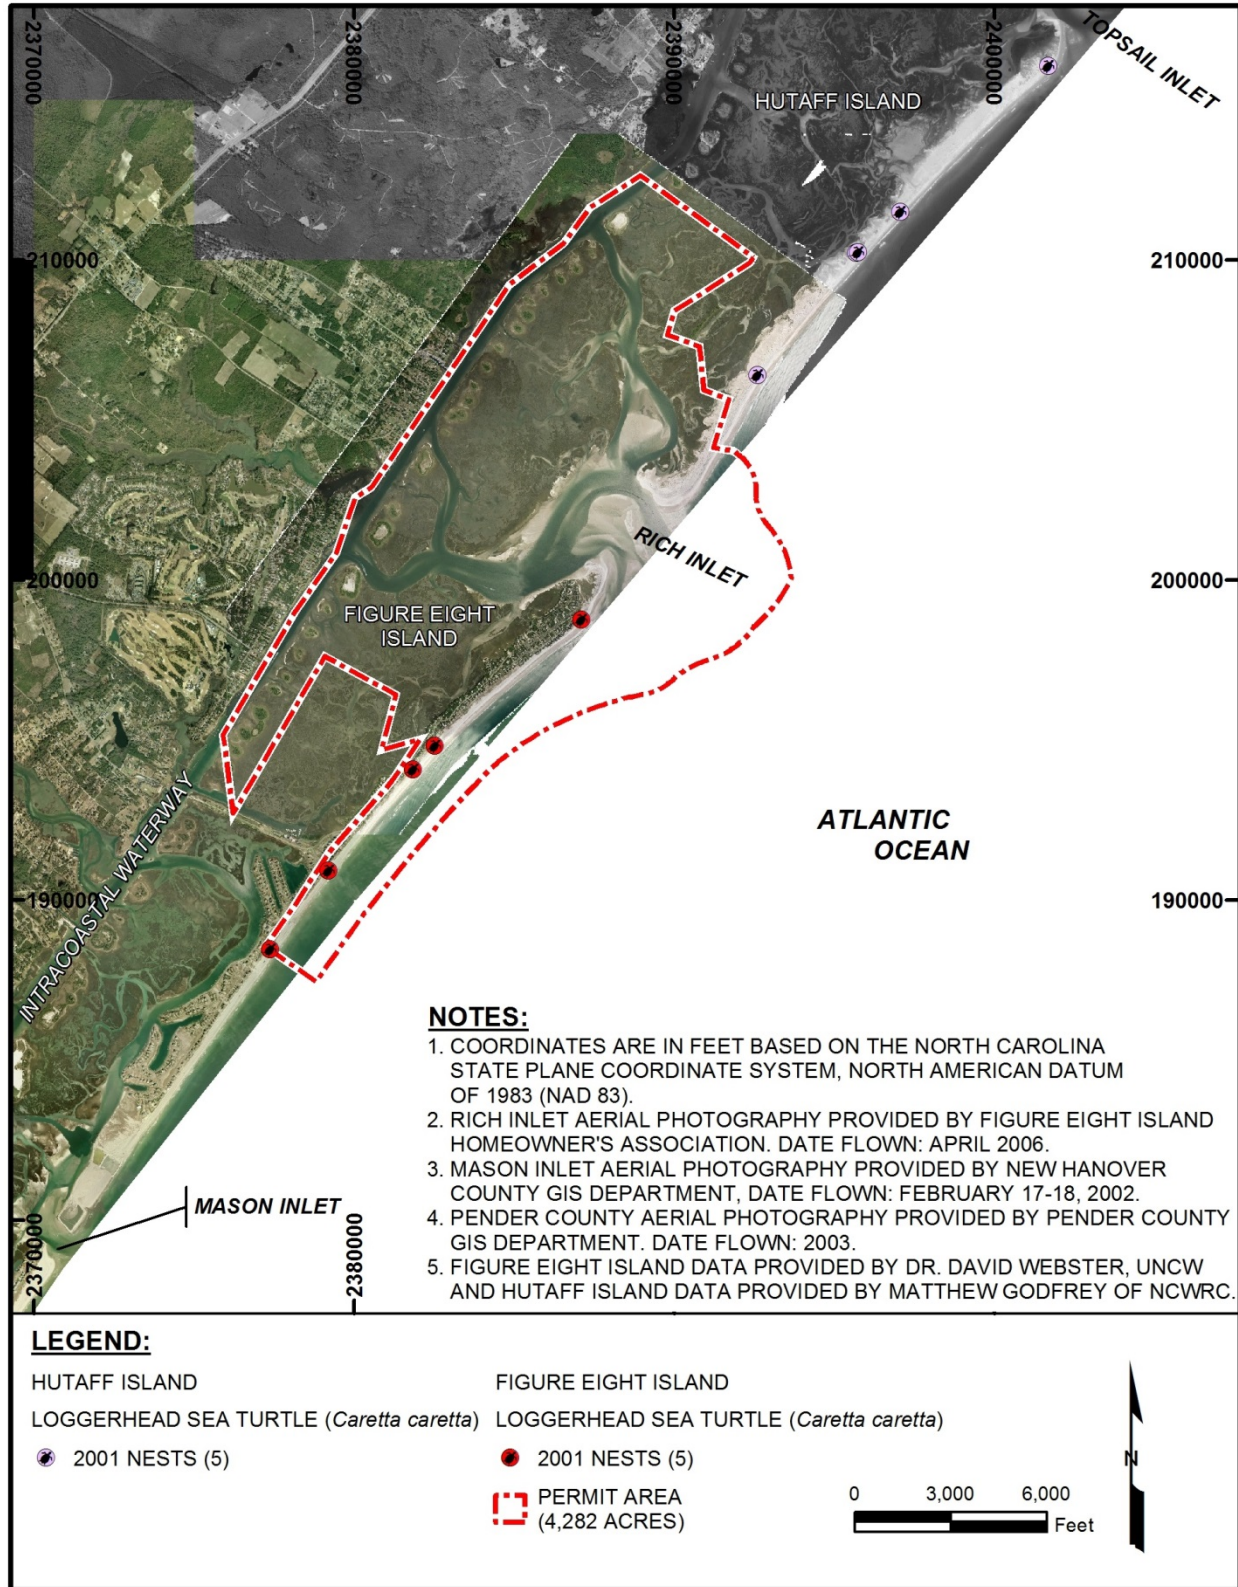 2370000
2380000
2390000
2400000
TOPSAIL INLET
HUTAFF ISLAND
210000
210000
RICH INLET
200000
200000
FIGURE EIGHT
ISLAND
INTRACOASTAL WATERWAY
ATLANTIC
OCEAN
190000
190000
MASON INLET
2370000
2380000
NOTES:
1. COORDINATES ARE IN FEET BASED ON THE NORTH CAROLINA
STATE PLANE COORDINATE SYSTEM, NORTH AMERICAN DATUM
OF 1983 (NAD 83).
2. RICH INLET AERIAL PHOTOGRAPHY PROVIDED BY FIGURE EIGHT ISLAND
HOMEOWNER'S ASSOCIATION. DATE FLOWN: APRIL 2006.
3. MASON INLET AERIAL PHOTOGRAPHY PROVIDED BY NEW HANOVER
COUNTY GIS DEPARTMENT, DATE FLOWN: FEBRUARY 17-18, 2002.
4. PENDER COUNTY AERIAL PHOTOGRAPHY PROVIDED BY PENDER COUNTY
GIS DEPARTMENT. DATE FLOWN: 2003.
5. FIGURE EIGHT ISLAND DATA PROVIDED BY DR. DAVID WEBSTER, UNCW
AND HUTAFF ISLAND DATA PROVIDED BY MATTHEW GODFREY OF NCWRC.
LEGEND:
HUTAFF ISLAND
LOGGERHEAD SEA TURTLE (Caretta caretta)
2001 NESTS (5)
FIGURE EIGHT ISLAND
LOGGERHEAD SEA TURTLE (Caretta caretta)
2001 NESTS (5)
PERMIT AREA
(4,282 ACRES)
0 3,000 6,000
Feet
N